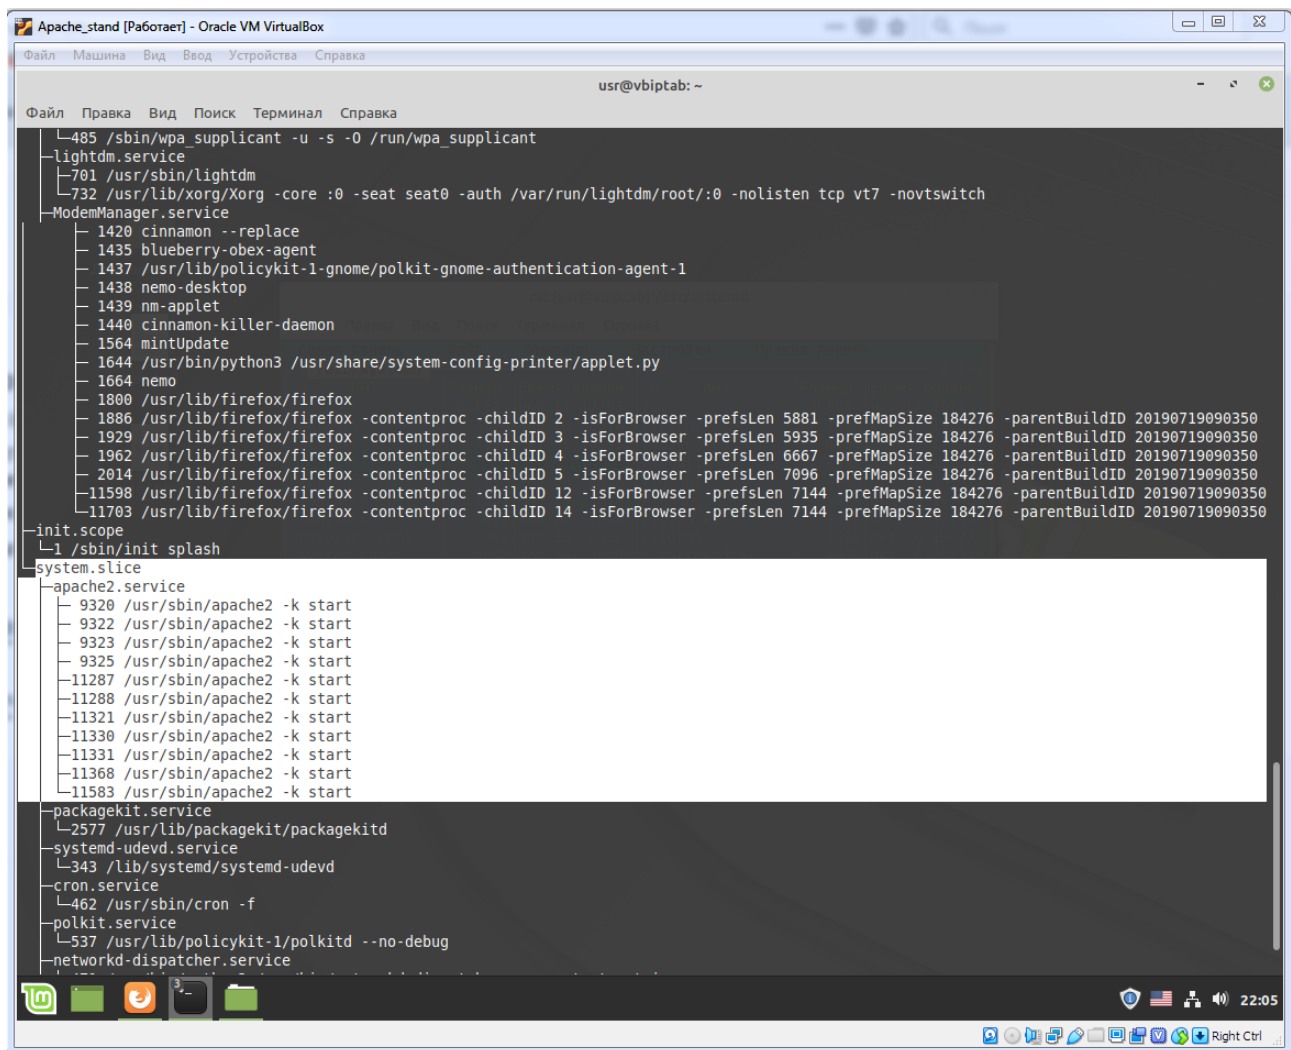 Apache_stand [Работает] - Oracle VM VirtualBox
Файл Машина Вид Ввод Устройства Справка
usr@vbiptab: ~
Файл Правка Вид Поиск Терминал Справка
└─485 /sbin/wpa_supplicant -u -s -O /run/wpa_supplicant
├─lightdm.service
├─701 /usr/sbin/lightdm
└─732 /usr/lib/xorg/Xorg -core :0 -seat seat0 -auth /var/run/lightdm/root/:0 -nolisten tcp vt7 -novtswitch
├─ModemManager.service
├─ 1420 cinnamon --replace
├─ 1435 blueberry-obex-agent
├─ 1437 /usr/lib/policykit-1-gnome/polkit-gnome-authentication-agent-1
├─ 1438 nemo-desktop
├─ 1439 nm-applet
├─ 1440 cinnamon-killer-daemon
├─ 1564 mintUpdate
├─ 1644 /usr/bin/python3 /usr/share/system-config-printer/applet.py
├─ 1664 nemo
├─ 1800 /usr/lib/firefox/firefox
├─ 1886 /usr/lib/firefox/firefox -contentproc -childID 2 -isForBrowser -prefsLen 5881 -prefMapSize 184276 -parentBuildID 20190719090350
├─ 1929 /usr/lib/firefox/firefox -contentproc -childID 3 -isForBrowser -prefsLen 5935 -prefMapSize 184276 -parentBuildID 20190719090350
├─ 1962 /usr/lib/firefox/firefox -contentproc -childID 4 -isForBrowser -prefsLen 6667 -prefMapSize 184276 -parentBuildID 20190719090350
├─ 2014 /usr/lib/firefox/firefox -contentproc -childID 5 -isForBrowser -prefsLen 7096 -prefMapSize 184276 -parentBuildID 20190719090350
├─11598 /usr/lib/firefox/firefox -contentproc -childID 12 -isForBrowser -prefsLen 7144 -prefMapSize 184276 -parentBuildID 20190719090350
└─11703 /usr/lib/firefox/firefox -contentproc -childID 14 -isForBrowser -prefsLen 7144 -prefMapSize 184276 -parentBuildID 20190719090350
├─init.scope
└─1 /sbin/init splash
└─system.slice
├─apache2.service
├─ 9320 /usr/sbin/apache2 -k start
├─ 9322 /usr/sbin/apache2 -k start
├─ 9323 /usr/sbin/apache2 -k start
├─ 9325 /usr/sbin/apache2 -k start
├─11287 /usr/sbin/apache2 -k start
├─11288 /usr/sbin/apache2 -k start
├─11321 /usr/sbin/apache2 -k start
├─11330 /usr/sbin/apache2 -k start
├─11331 /usr/sbin/apache2 -k start
├─11368 /usr/sbin/apache2 -k start
└─11583 /usr/sbin/apache2 -k start
├─packagekit.service
└─2577 /usr/lib/packagekit/packagekitd
├─systemd-udevd.service
└─343 /lib/systemd/systemd-udevd
├─cron.service
└─462 /usr/sbin/cron -f
├─polkit.service
└─537 /usr/lib/policykit-1/polkitd --no-debug
├─networkd-dispatcher.service
3
22:05
Right Ctrl